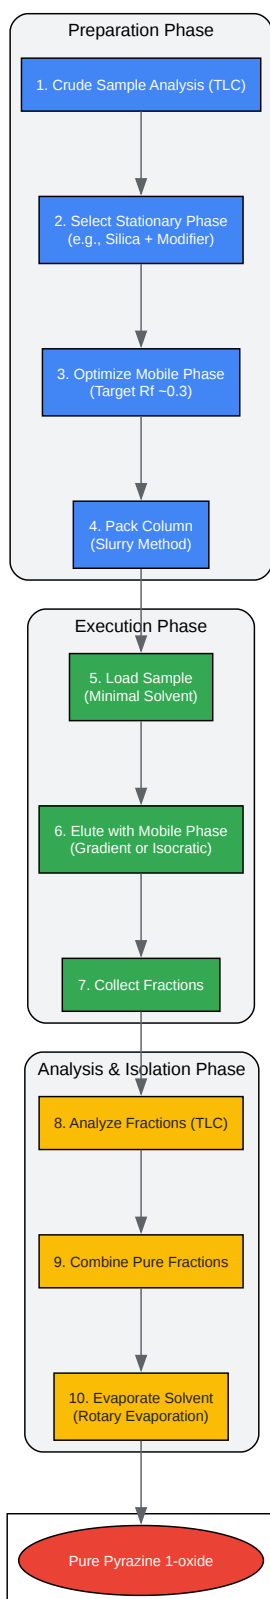 Preparation Phase
1. Crude Sample Analysis (TLC)
2. Select Stationary Phase
(e.g., Silica + Modifier)
3. Optimize Mobile Phase
(Target Rf ~0.3)
4. Pack Column
(Slurry Method)
Execution Phase
5. Load Sample
(Minimal Solvent)
6. Elute with Mobile Phase
(Gradient or Isocratic)
7. Collect Fractions
Analysis & Isolation Phase
8. Analyze Fractions (TLC)
9. Combine Pure Fractions
10. Evaporate Solvent
(Rotary Evaporation)
Pure Pyrazine 1-oxide